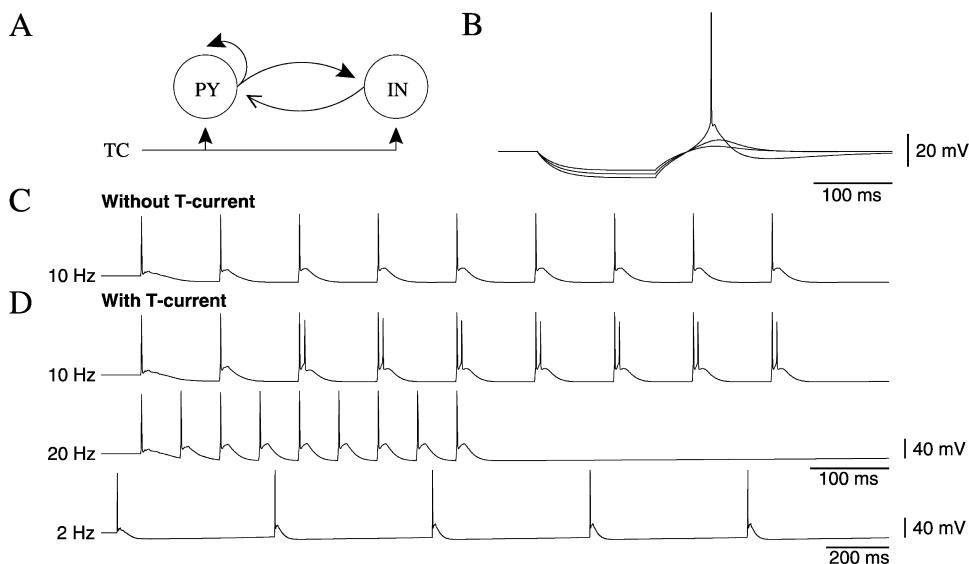 A
PY
IN
TC
B
20 mV
100 ms
C
Without T-current
10 Hz
D
With T-current
10 Hz
20 Hz
40 mV
100 ms
2 Hz
40 mV
200 ms